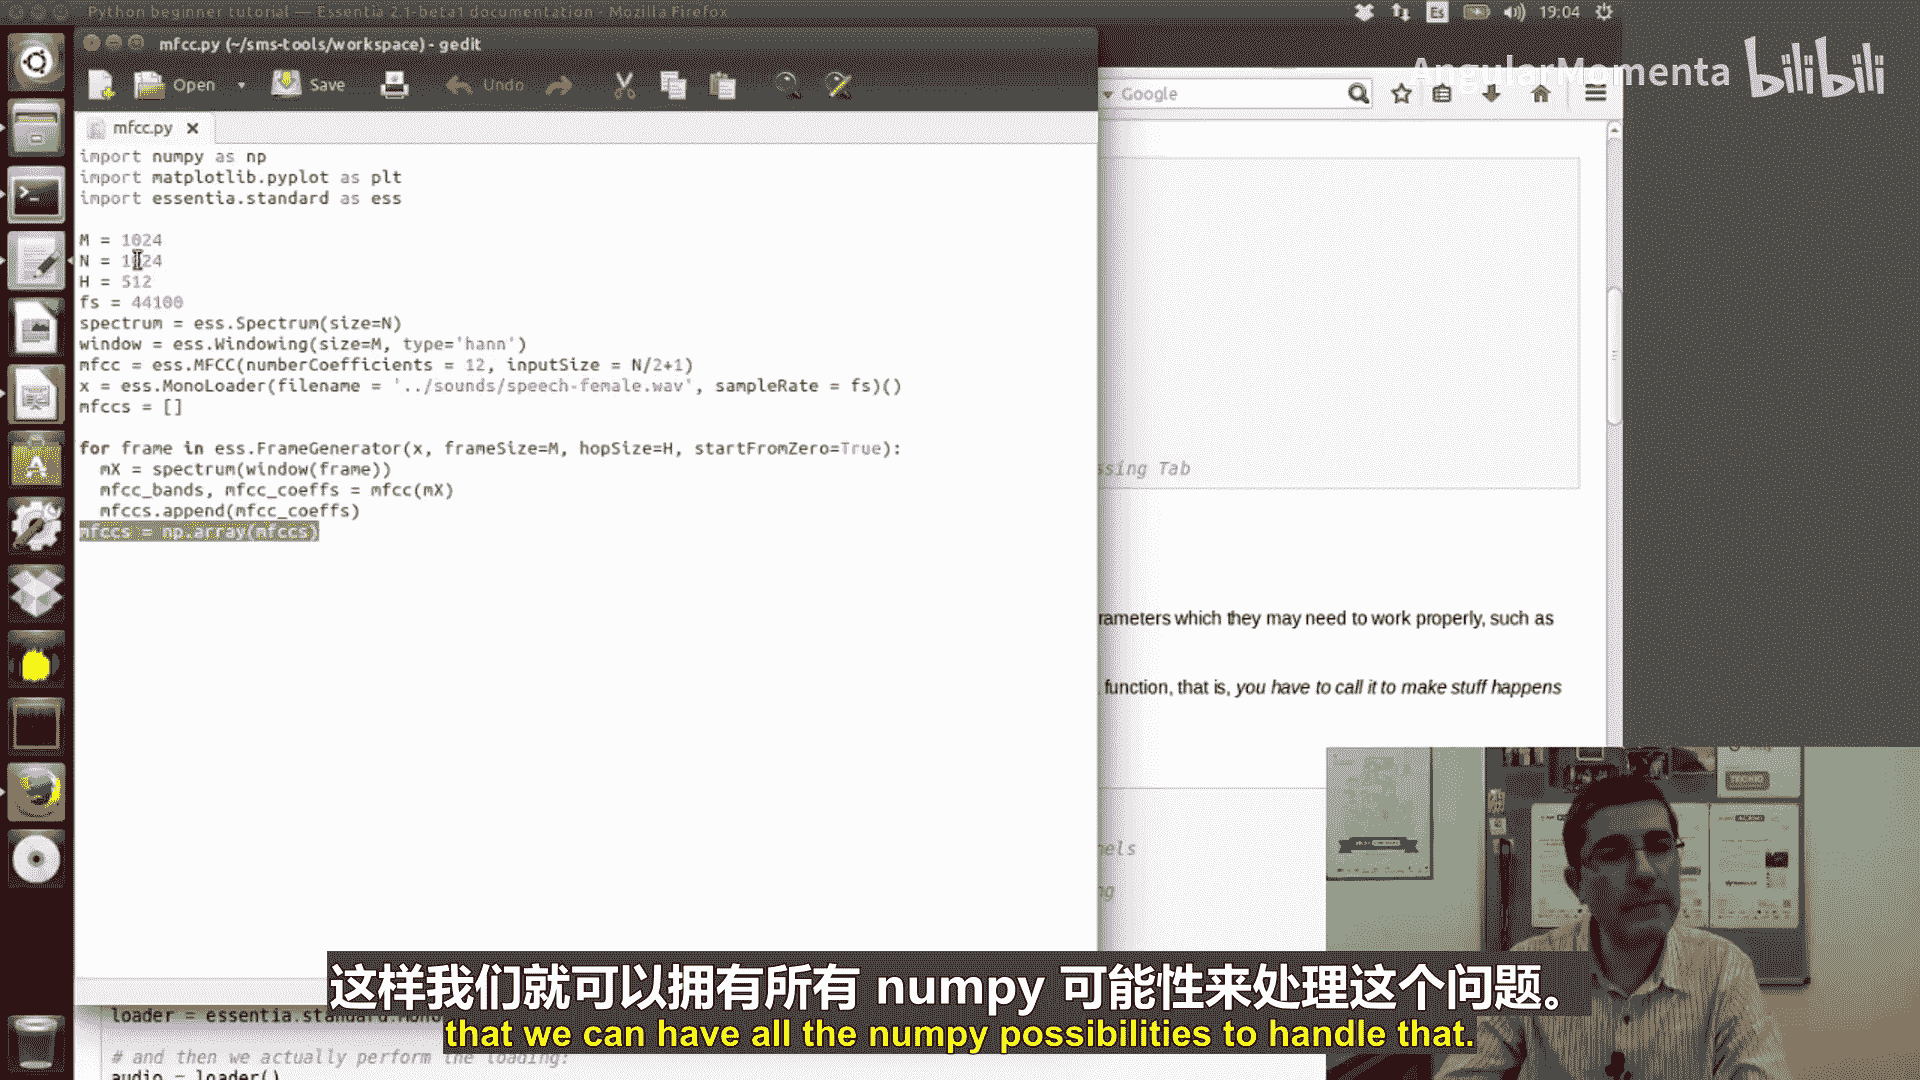 Python beginner tutorial — Essentia 2.1-beta1 documentation - Mozilla Firefox
19:04
mfcc.py (~/sms-tools/workspace) - gedit
AngularMomenta bilibili
Open Save Undo
Google
mfcc.py
import numpy as np
import matplotlib.pyplot as plt
import essentia.standard as ess
M = 1024
N = 1024
H = 512
fs = 44100
spectrum = ess.Spectrum(size=N)
window = ess.Windowing(size=M, type='hann')
mfcc = ess.MFCC(numberCoefficients = 12, inputSize = N/2+1)
x = ess.MonoLoader(filename = '../sounds/speech-female.wav', sampleRate = fs)()
mfccs = []
for frame in ess.FrameGenerator(x, frameSize=M, hopSize=H, startFromZero=True):
mX = spectrum(window(frame))
mfcc_bands, mfcc_coeffs = mfcc(mX)
mfccs.append(mfcc_coeffs)
mfccs = np.array(mfccs)
ssing Tab
rameters which they may need to work properly, such as
function, that is, you have to call it to make stuff happens
TECHIO
nels
ng
这样我们就可以拥有所有 numpy 可能性来处理这个问题。
loader = essentia.standard.Mono
that we can have all the numpy possibilities to handle that.
# and then we actually perform the loading:
audio = loader()